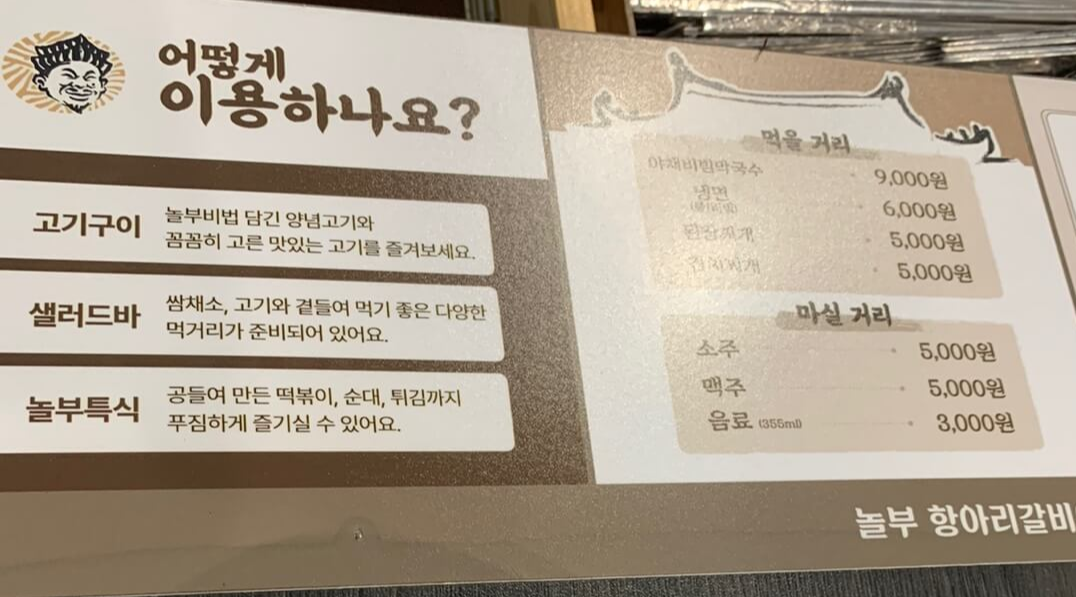 어떻게
이용하나요?
고기구이
놀부비법 담긴 양념고기와
꼼꼼히 고른 맛있는 고기를 즐겨보세요.
샐러드바
쌈채소, 고기와 곁들여 먹기 좋은 다양한
먹거리가 준비되어 있어요.
놀부특식
공들여 만든 떡볶이, 순대, 튀김까지
푸짐하게 즐기실 수 있어요.
먹을 거리
야채비빔막국수 9,000원
냉면 6,000원
된장찌개 5,000원
김치찌개 5,000원
마실 거리
소주 5,000원
맥주 5,000원
음료 (355ml) 3,000원
놀부 항아리갈비